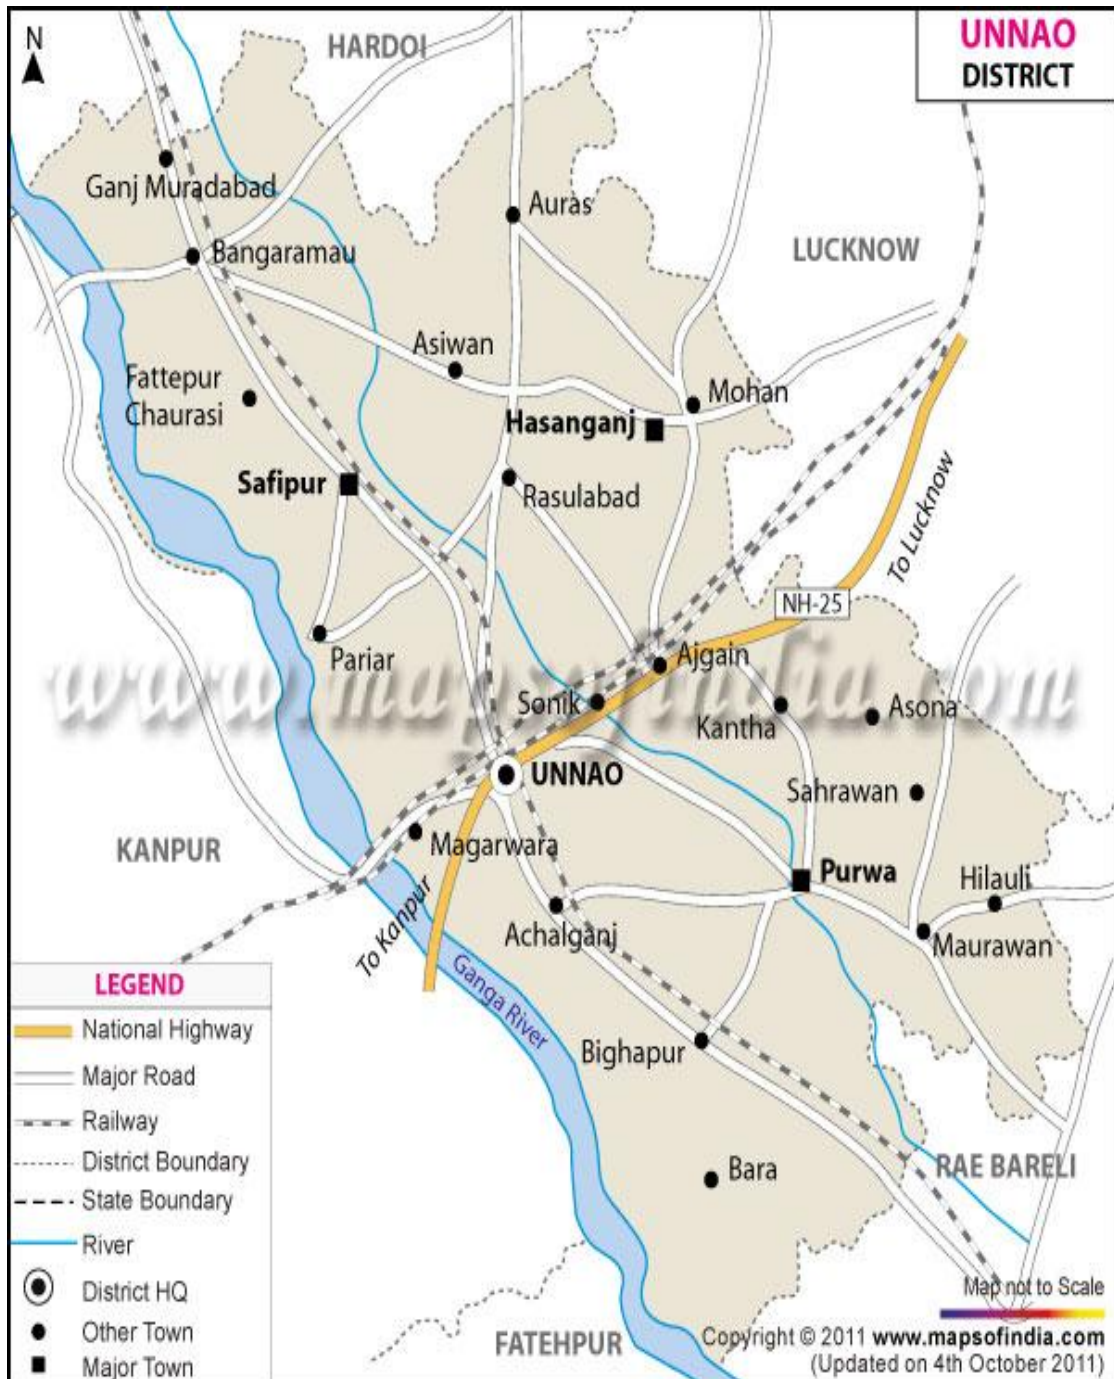 N
HARDOI
UNNAO
DISTRICT
Ganj Muradabad
Auras
LUCKNOW
Bangaramau
Asiwan
Fattepur
Chaurasi
Mohan
Hasanganj
Safipur
Rasulabad
To Lucknow
NH-25
Pariar
Ajgain
www.mapsofindia.com
Sonik
Kantha
Asona
UNNAO
Sahrawan
KANPUR
Magarwara
Purwa
Hilauli
To Kanpur
Achalganj
Maurawan
Ganga River
Bighapur
Bara
RAE BARELI
FATEHPUR
LEGEND
National Highway
Major Road
Railway
District Boundary
State Boundary
River
District HQ
Other Town
Major Town
Map not to Scale
Copyright © 2011 www.mapsofindia.com
(Updated on 4th October 2011)